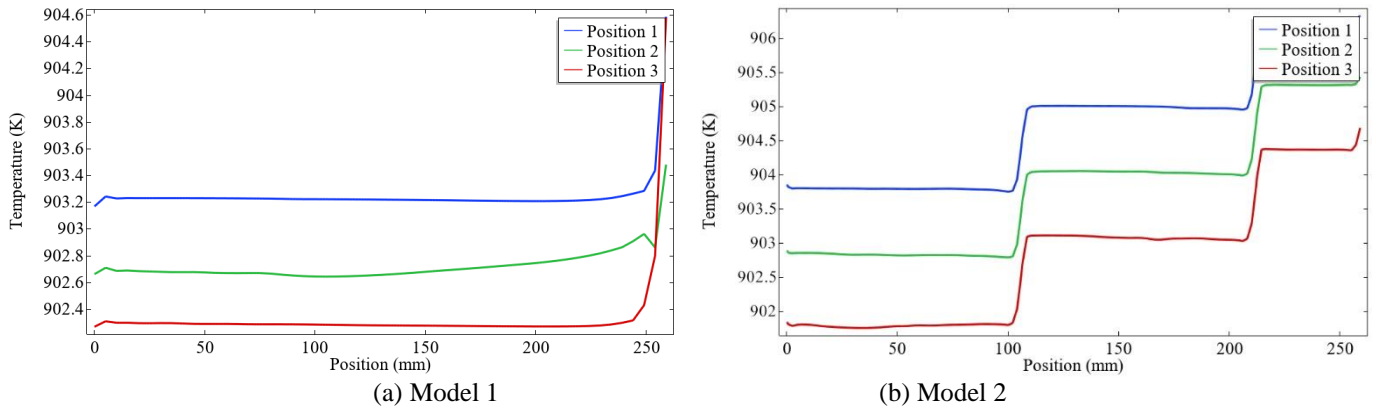 904.6
904.4
904.2
904
903.8
903.6
903.4
903.2
903
902.8
902.6
902.4
Temperature (K)
Position 1
Position 2
Position 3
0 50 100 150 200 250
Position (mm)
(a) Model 1
906
905.5
905
904.5
904
903.5
903
902.5
902
Temperature (K)
Position 1
Position 2
Position 3
0 50 100 150 200 250
Position (mm)
(b) Model 2